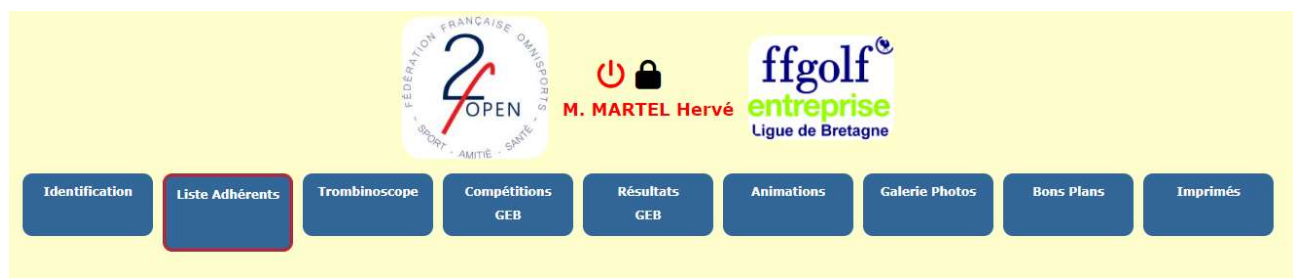 FÉDÉRATION FRANÇAISE OMNISPORTS
2f
OPEN
SPORT - AMITIÉ - SANTÉ
M. MARTEL Hervé
ffgolf
entreprise
Ligue de Bretagne
Identification
Liste Adhérents
Trombinoscope
Compétitions
GEB
Résultats
GEB
Animations
Galerie Photos
Bons Plans
Imprimés